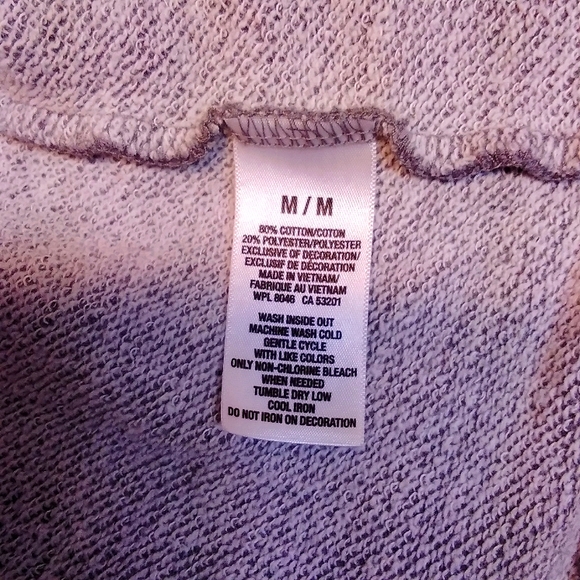 M / M
80% COTTON/COTON
20% POLYESTER/POLYESTER
EXCLUSIVE OF DECORATION/
EXCLUSIF DE DÉCORATION
MADE IN VIETNAM/
FABRIQUE AU VIETNAM
WPL 8046 CA 53201
WASH INSIDE OUT
MACHINE WASH COLD
GENTLE CYCLE
WITH LIKE COLORS
ONLY NON-CHLORINE BLEACH
WHEN NEEDED
TUMBLE DRY LOW
COOL IRON
DO NOT IRON ON DECORATION